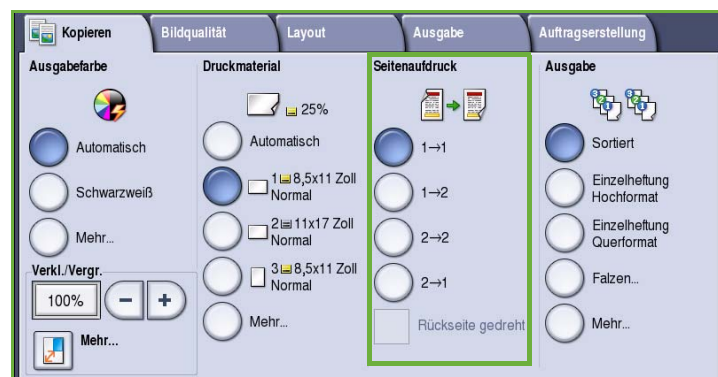 Kopieren
Bildqualität
Layout
Ausgabe
Auftragserstellung
Ausgabefarbe
Automatisch
Schwarzweiß
Mehr...
Verkl./Vergr.
100%
Mehr...
Druckmaterial
25%
Automatisch
1 8,5x11 Zoll
Normal
2 11x17 Zoll
Normal
3 8,5x11 Zoll
Normal
Mehr...
Seitenaufdruck
1→1
1→2
2→2
2→1
Rückseite gedreht
Ausgabe
Sortiert
Einzelheftung
Hochformat
Einzelheftung
Querformat
Falzen...
Mehr...